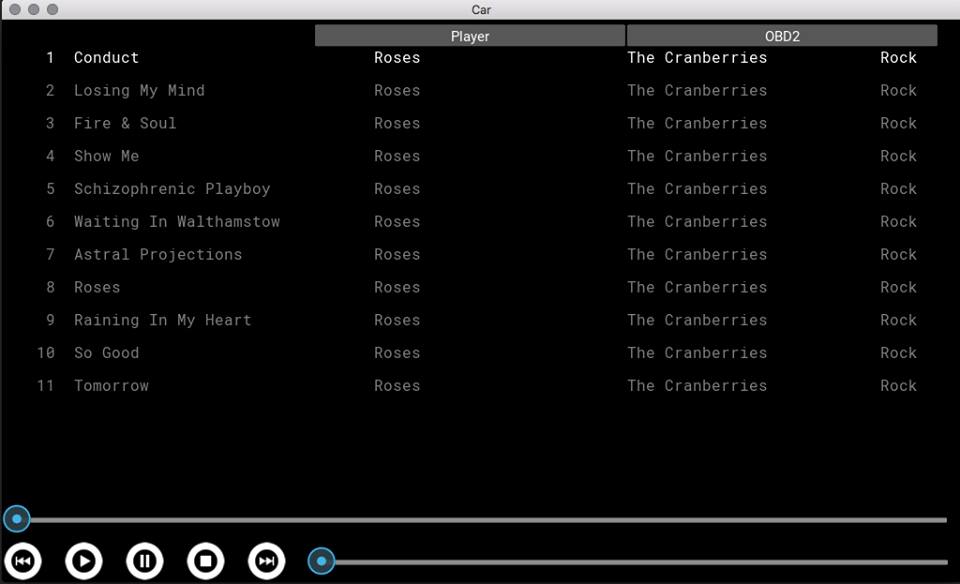 Car
Player OBD2
1 Conduct Roses The Cranberries Rock
2 Losing My Mind Roses The Cranberries Rock
3 Fire & Soul Roses The Cranberries Rock
4 Show Me Roses The Cranberries Rock
5 Schizophrenic Playboy Roses The Cranberries Rock
6 Waiting In Walthamstow Roses The Cranberries Rock
7 Astral Projections Roses The Cranberries Rock
8 Roses Roses The Cranberries Rock
9 Raining In My Heart Roses The Cranberries Rock
10 So Good Roses The Cranberries Rock
11 Tomorrow Roses The Cranberries Rock